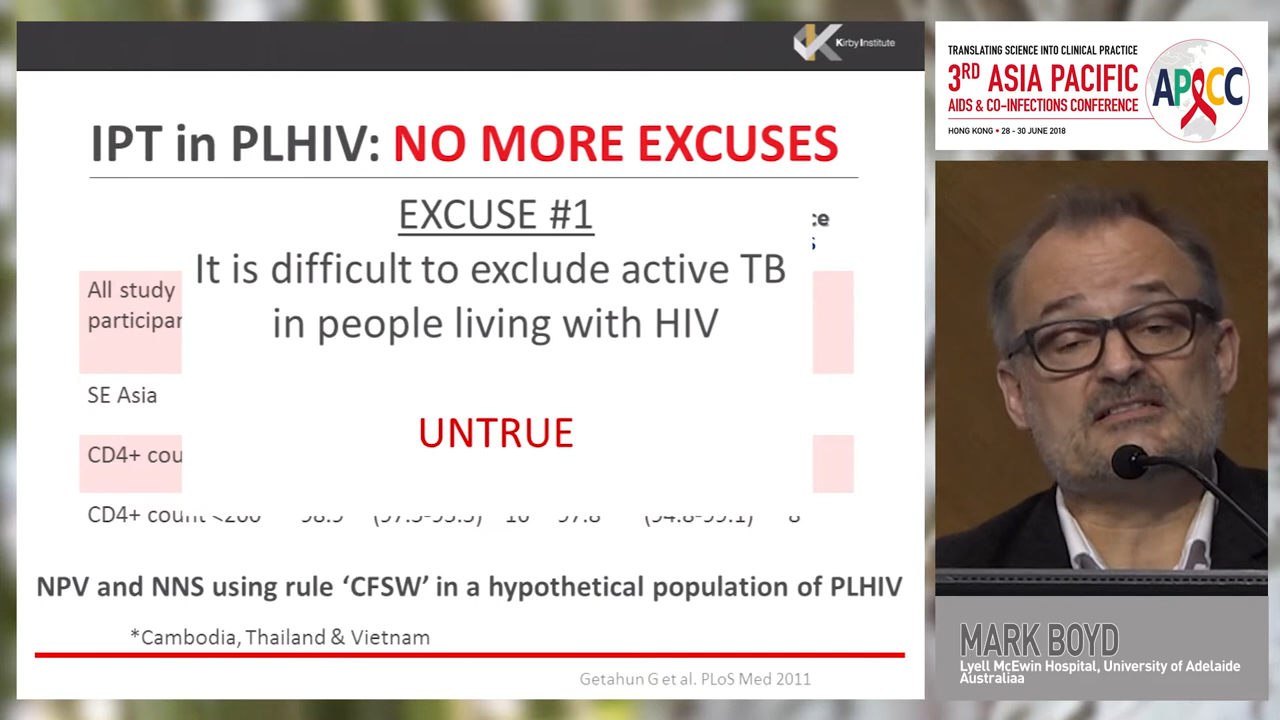 Kirby Institute
IPT in PLHIV: NO MORE EXCUSES
EXCUSE #1
It is difficult to exclude active TB
in people living with HIV
UNTRUE
All study
SE Asia
CD4+
CD4+ count
NPV and NNS using rule ‘CFSW’ in a hypothetical population of PLHIV
*Cambodia, Thailand & Vietnam
Getahun G et al. PLoS Med 2011
TRANSLATING SCIENCE INTO CLINICAL PRACTICE
3RD ASIA PACIFIC
AIDS & CO-INFECTIONS CONFERENCE
HONG KONG • 28 - 30 JUNE 2018
APACC
MARK BOYD
Lyell McEwin Hospital, University of Adelaide
Australiaa